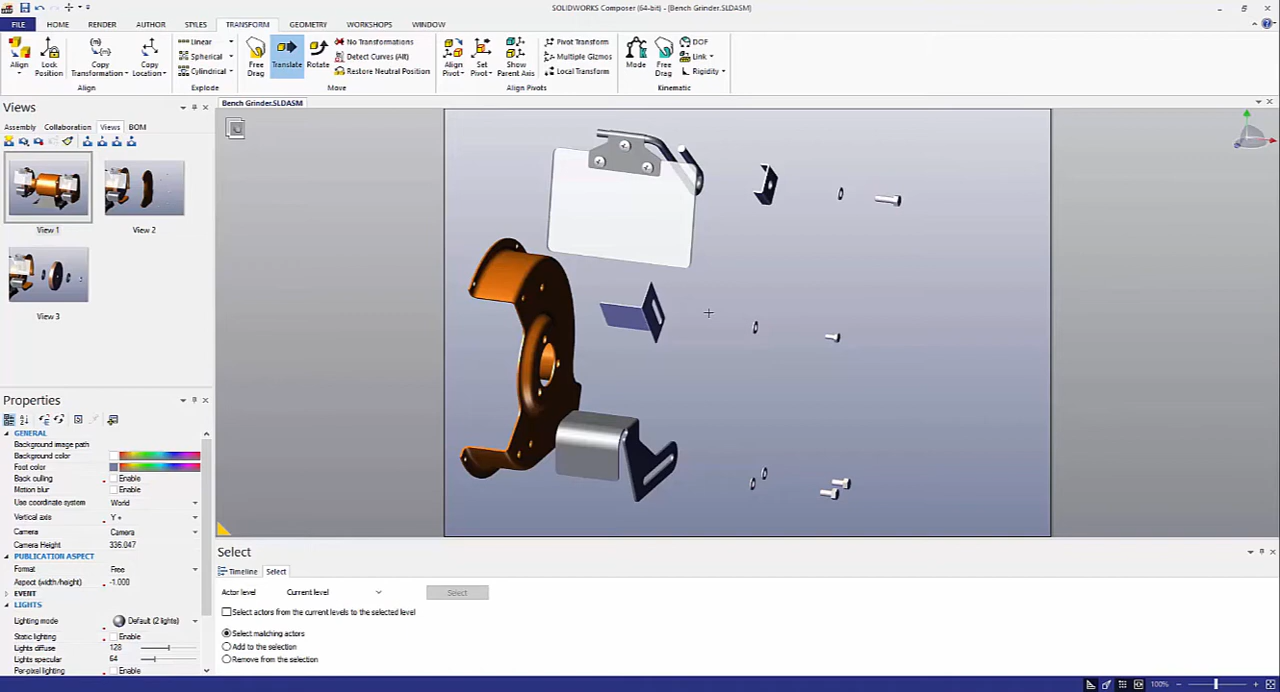 SOLIDWORKS Composer (64-bit) - [Bench Grinder.SLDASM]
FILE HOME RENDER AUTHOR STYLES TRANSFORM GEOMETRY WORKSHOPS WINDOW
Align
Lock Position
Copy Transformation
Copy Location
Align
Linear
Spherical
Cylindrical
Explode
Free Drag
Translate
Rotate
No Transformations
Detect Curves (Alt)
Restore Neutral Position
Move
Align Pivot
Set Pivot
Show Parent Axis
Pivot Transform
Multiple Gizmos
Local Transform
Align Pivots
Mode
Free Drag
DOF
Link
Rigidity
Kinematic
Views
Assembly Collaboration Views BOM
View 1
View 2
View 3
Bench Grinder.SLDASM
Properties
GENERAL
Background image path
Background color
Foot color
Back culling Enable
Motion blur Enable
Use coordinate system World
Vertical axis Y +
Camera Camera
Camera Height 336.047
PUBLICATION ASPECT
Format Free
Aspect (width/height) -1.000
EVENT
LIGHTS
Lighting mode Default (2 lights)
Static lighting Enable
Lights diffuse 128
Lights specular 64
Per-pixel lighting Enable
Select
Timeline Select
Actor level Current level Select
Select actors from the current levels to the selected level
Select matching actors
Add to the selection
Remove from the selection
100%